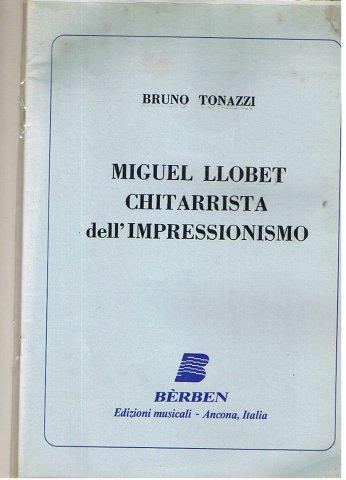 BRUNO TONAZZI
MIGUEL LLOBET
CHITARRISTA
dell'IMPRESSIONISMO
B
BÈRBEN
Edizioni musicali - Ancona, Italia